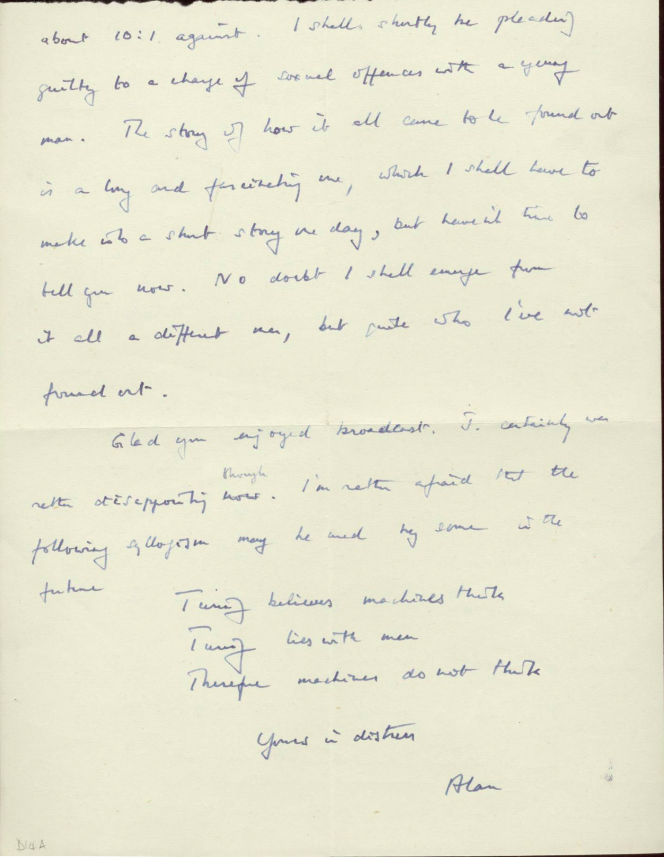 about 10:1 against. I shall shortly be pleading
guilty to a charge of sexual offences with a young
man. The story of how it all came to be found out
is a long and fascinating one, which I shall have to
make into a short story one day, but haven't time to
tell you now. No doubt I shall emerge from
it all a different man, but quite who I've not
found out.
Glad you enjoyed broadcast. J. certainly was
though
rather disappointing now. I'm rather afraid that the
following syllogism may be used by some in the
future
Turing believes machines think
Turing lies with men
Therefore machines do not think
Yours in distress
Alan
D/4A